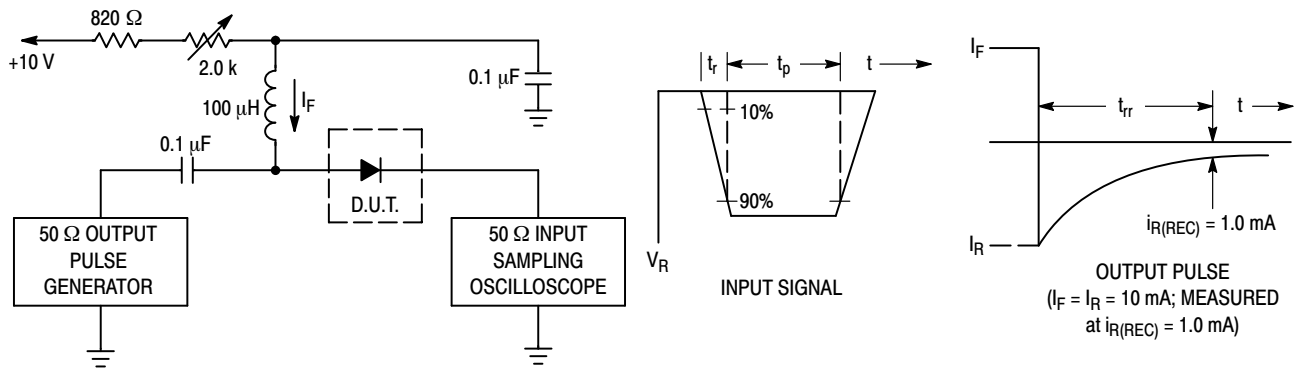 820 Ω
+10 V
2.0 k
0.1 μF
100 μH
I_F
0.1 μF
D.U.T.
50 Ω OUTPUT
PULSE
GENERATOR
50 Ω INPUT
SAMPLING
OSCILLOSCOPE
t_r
t_p
t
10%
90%
V_R
INPUT SIGNAL
I_F
t_rr
t
I_R
i_R(REC) = 1.0 mA
OUTPUT PULSE
(I_F = I_R = 10 mA; MEASURED
at i_R(REC) = 1.0 mA)